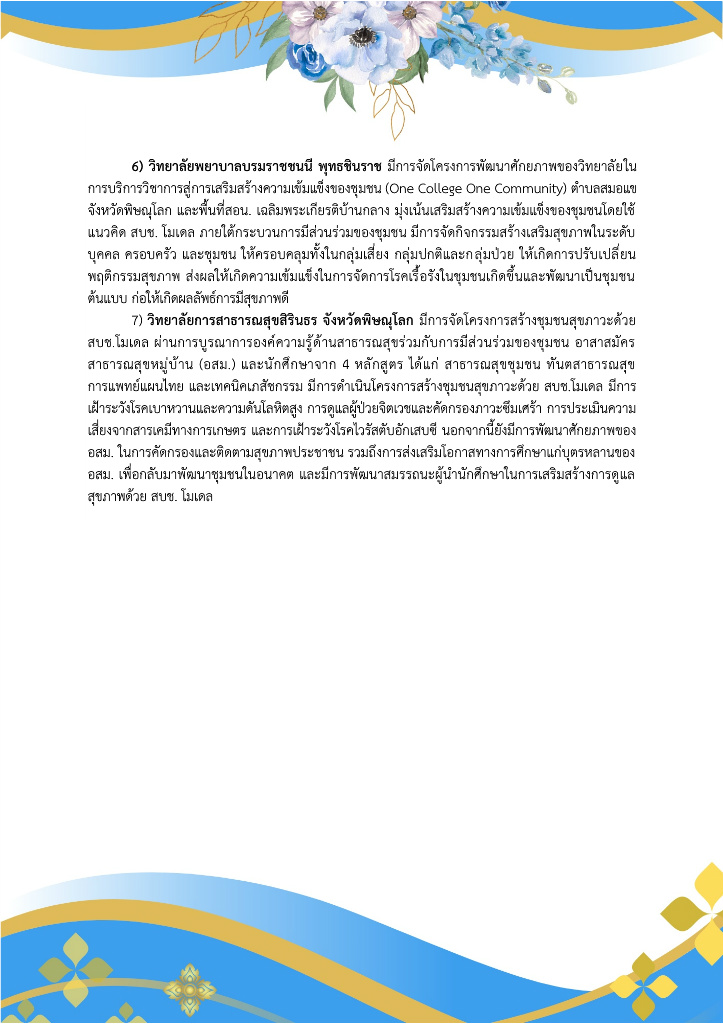 6) วิทยาลัยพยาบาลบรมราชชนนี พุทธชินราช มีการจัดโครงการพัฒนาศักยภาพของวิทยาลัยใน
การบริการวิชาการสู่การเสริมสร้างความเข้มแข็งของชุมชน (One College One Community) ตำบลสมอแข
จังหวัดพิษณุโลก และพื้นที่สอน. เฉลิมพระเกียรติบ้านกลาง มุ่งเน้นเสริมสร้างความเข้มแข็งของชุมชนโดยใช้
แนวคิด สบช. โมเดล ภายใต้กระบวนการมีส่วนร่วมของชุมชน มีการจัดกิจกรรมสร้างเสริมสุขภาพในระดับ
บุคคล ครอบครัว และชุมชน ให้ครอบคลุมทั้งในกลุ่มเสี่ยง กลุ่มปกติและกลุ่มป่วย ให้เกิดการปรับเปลี่ยน
พฤติกรรมสุขภาพ ส่งผลให้เกิดความเข้มแข็งในการจัดการโรคเรื้อรังในชุมชนเกิดขึ้นและพัฒนาเป็นชุมชน
ต้นแบบ ก่อให้เกิดผลลัพธ์การมีสุขภาพดี
7) วิทยาลัยการสาธารณสุขสิรินธร จังหวัดพิษณุโลก มีการจัดโครงการสร้างชุมชนสุขภาวะด้วย
สบช.โมเดล ผ่านการบูรณาการองค์ความรู้ด้านสาธารณสุขร่วมกับการมีส่วนร่วมของชุมชน อาสาสมัคร
สาธารณสุขหมู่บ้าน (อสม.) และนักศึกษาจาก 4 หลักสูตร ได้แก่ สาธารณสุขชุมชน ทันตสาธารณสุข
การแพทย์แผนไทย และเทคนิคเภสัชกรรม มีการดำเนินโครงการสร้างชุมชนสุขภาวะด้วย สบช.โมเดล มีการ
เฝ้าระวังโรคเบาหวานและความดันโลหิตสูง การดูแลผู้ป่วยจิตเวชและคัดกรองภาวะซึมเศร้า การประเมินความ
เสี่ยงจากสารเคมีทางการเกษตร และการเฝ้าระวังโรคไวรัสตับอักเสบซี นอกจากนี้ยังมีการพัฒนาศักยภาพของ
อสม. ในการคัดกรองและติดตามสุขภาพประชาชน รวมถึงการส่งเสริมโอกาสทางการศึกษาแก่บุตรหลานของ
อสม. เพื่อกลับมาพัฒนาชุมชนในอนาคต และมีการพัฒนาสมรรถนะผู้นำนักศึกษาในการเสริมสร้างการดูแล
สุขภาพด้วย สบช. โมเดล